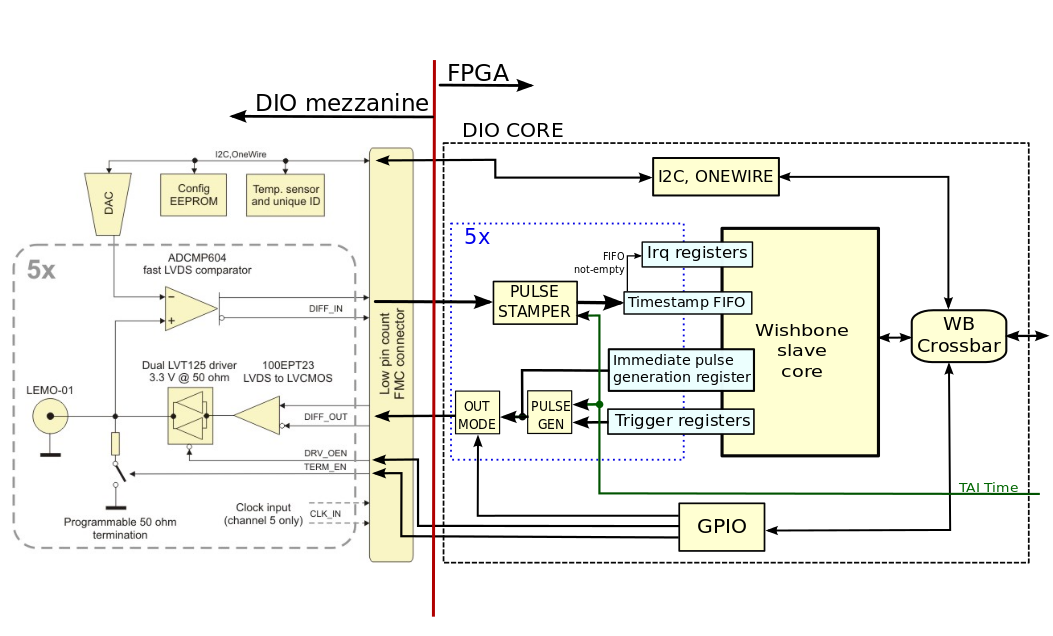 FPGA
DIO mezzanine
DIO CORE
I2C,OneWire
DAC
Config
EEPROM
Temp. sensor
and unique ID
I2C, ONEWIRE
5x
ADCMP604
fast LVDS comparator
DIFF_IN
Low pin count
FMC connector
5x
FIFO
not-empty
Irq registers
PULSE
STAMPER
Timestamp FIFO
Wishbone
slave
core
WB
Crossbar
Dual LVT125 driver
3.3 V @ 50 ohm
100EPT23
LVDS to LVCMOS
Immediate pulse
generation register
LEMO-01
DIFF_OUT
OUT
MODE
PULSE
GEN
Trigger registers
DRV_OEN
TERM_EN
TAI Time
Clock input
(channel 5 only)
CLK_IN
GPIO
Programmable 50 ohm
termination
−
+